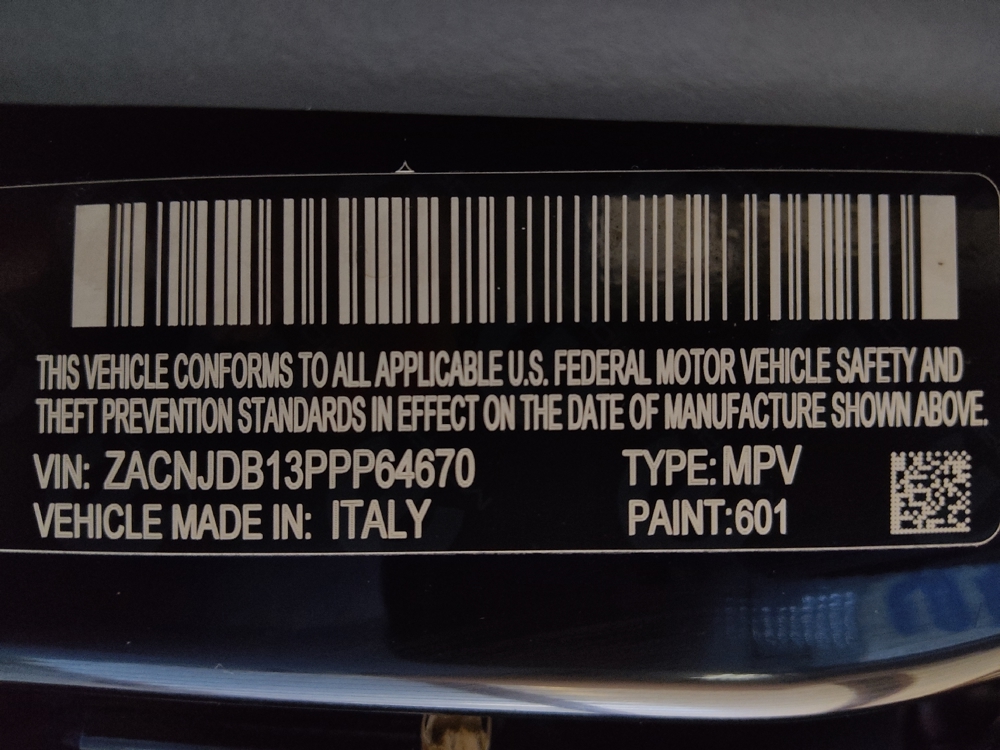 THIS VEHICLE CONFORMS TO ALL APPLICABLE U.S. FEDERAL MOTOR VEHICLE SAFETY AND
THEFT PREVENTION STANDARDS IN EFFECT ON THE DATE OF MANUFACTURE SHOWN ABOVE.
VIN: ZACNJDB13PPP64670 TYPE: MPV
VEHICLE MADE IN: ITALY PAINT:601